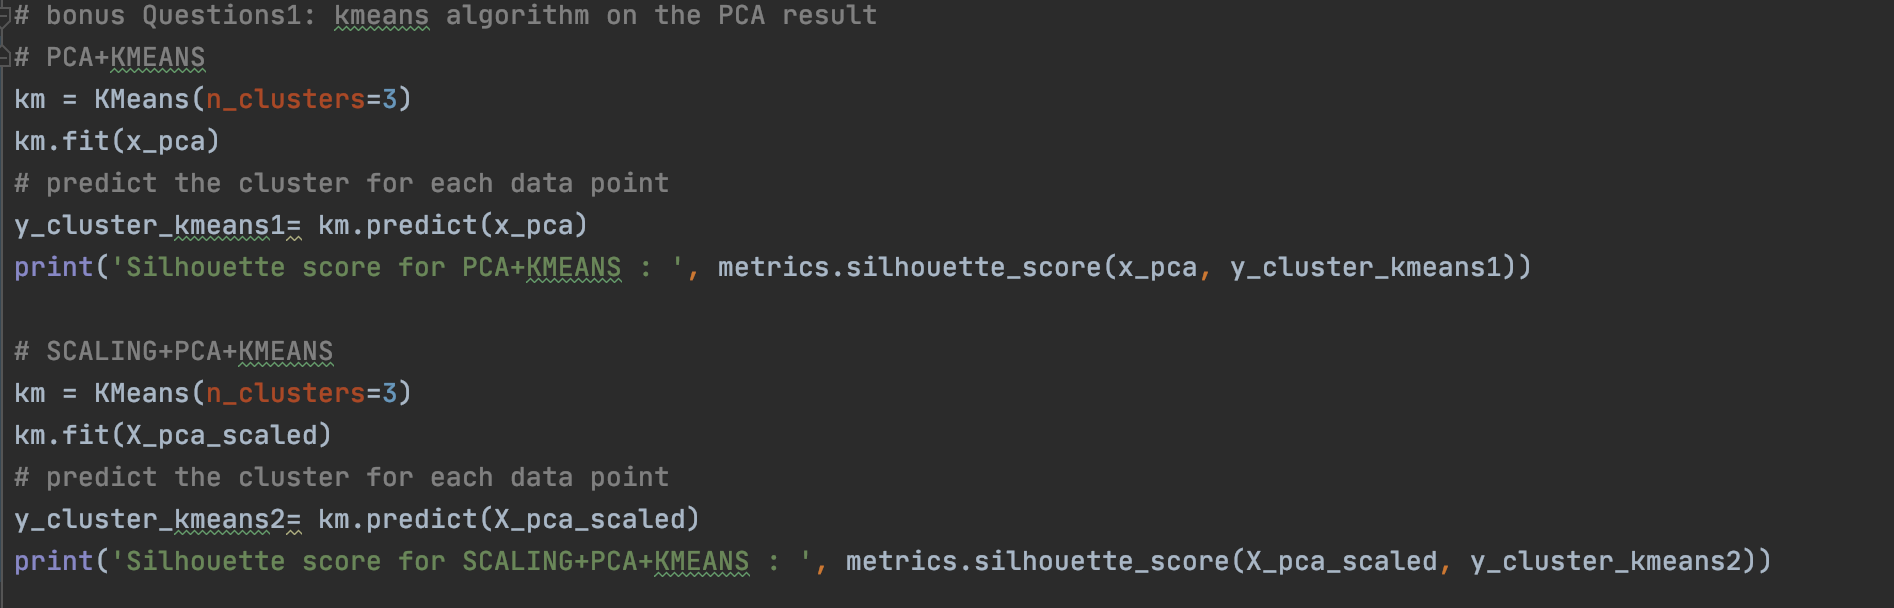 # bonus Questions1: kmeans algorithm on the PCA result
# PCA+KMEANS
km = KMeans(n_clusters=3)
km.fit(x_pca)
# predict the cluster for each data point
y_cluster_kmeans1= km.predict(x_pca)
print('Silhouette score for PCA+KMEANS : ', metrics.silhouette_score(x_pca, y_cluster_kmeans1))
# SCALING+PCA+KMEANS
km = KMeans(n_clusters=3)
km.fit(X_pca_scaled)
# predict the cluster for each data point
y_cluster_kmeans2= km.predict(X_pca_scaled)
print('Silhouette score for SCALING+PCA+KMEANS : ', metrics.silhouette_score(X_pca_scaled, y_cluster_kmeans2))